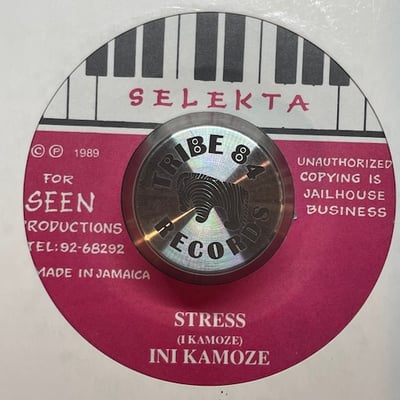 SELEKTA
© ℗ 1989
FOR
SEEN
RODUCTIONS
TEL: 92-68292
MADE IN JAMAICA
UNAUTHORIZED
COPYING IS
JAILHOUSE
BUSINESS
TRIBE 84
RECORDS
STRESS
(I KAMOZE)
INI KAMOZE